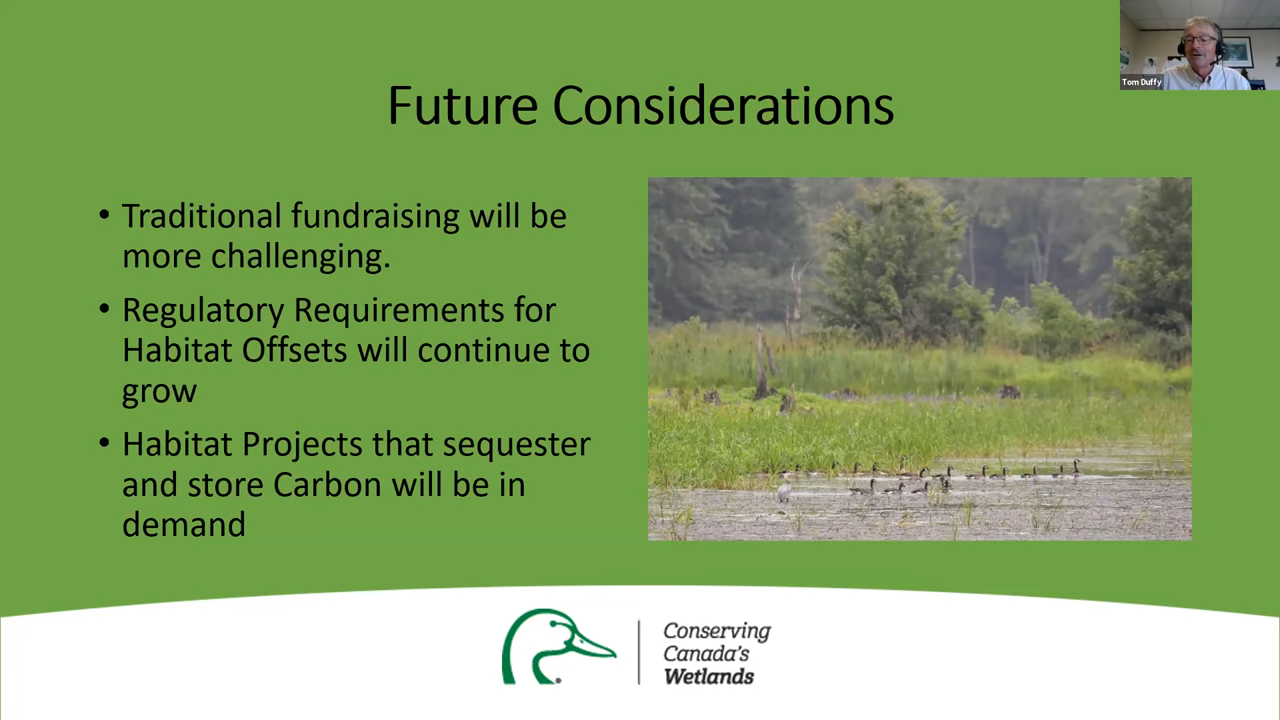 Tom Duffy
Future Considerations
• Traditional fundraising will be
more challenging.
• Regulatory Requirements for
Habitat Offsets will continue to
grow
• Habitat Projects that sequester
and store Carbon will be in
demand
Conserving
Canada's
Wetlands